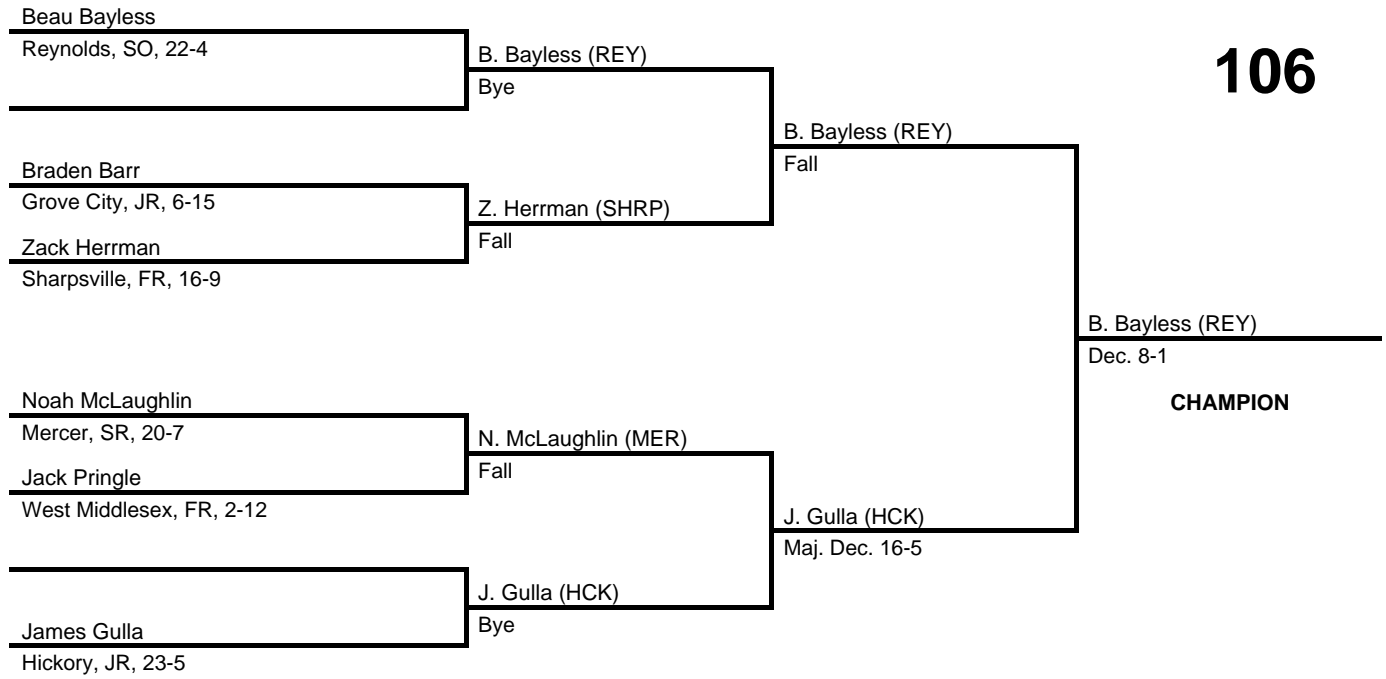 Beau Bayless
Reynolds, SO, 22-4
B. Bayless (REY)
Bye
106
B. Bayless (REY)
Fall
Braden Barr
Grove City, JR, 6-15
Z. Herrman (SHRP)
Fall
Zack Herrman
Sharpsville, FR, 16-9
B. Bayless (REY)
Dec. 8-1
CHAMPION
Noah McLaughlin
Mercer, SR, 20-7
N. McLaughlin (MER)
Fall
Jack Pringle
West Middlesex, FR, 2-12
J. Gulla (HCK)
Maj. Dec. 16-5
J. Gulla (HCK)
Bye
James Gulla
Hickory, JR, 23-5